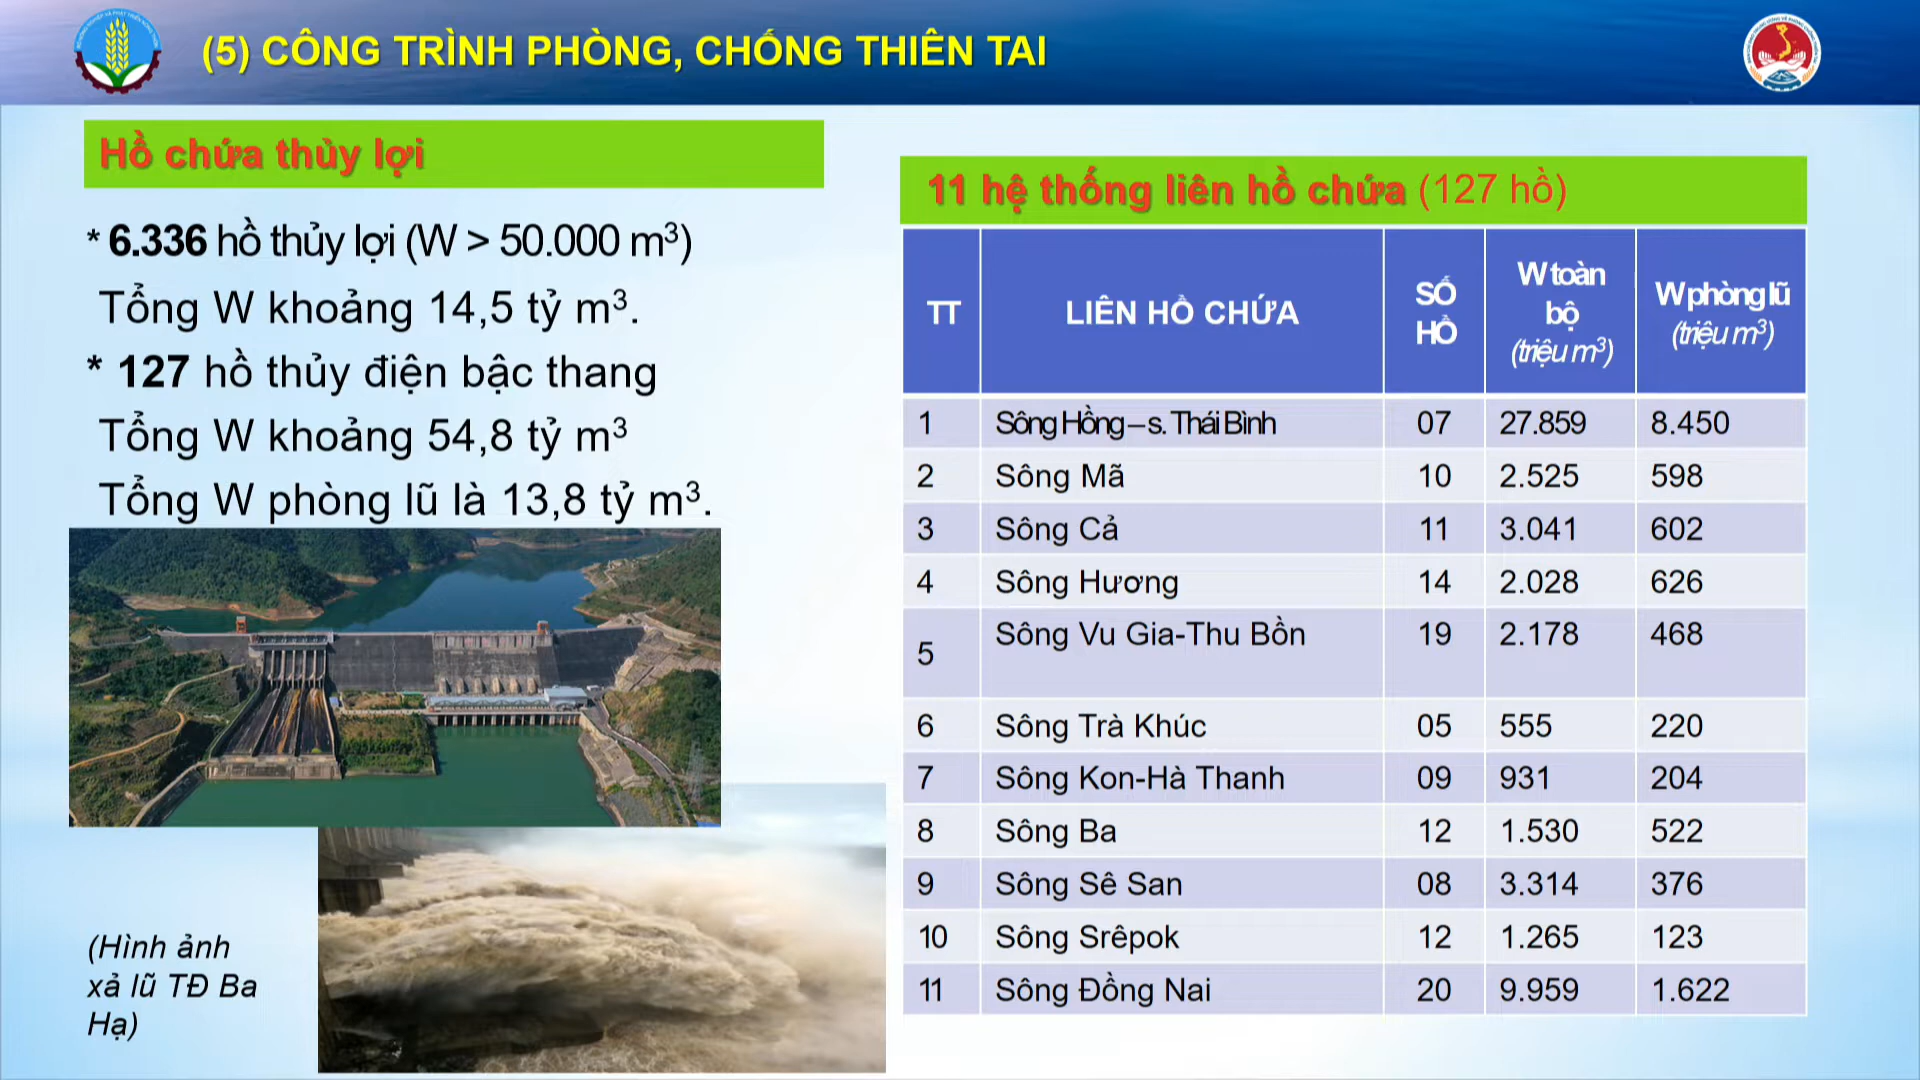 (5) CÔNG TRÌNH PHÒNG, CHỐNG THIÊN TAI
Hồ chứa thủy lợi
* 6.336 hồ thủy lợi (W > 50.000 m³)
Tổng W khoảng 14,5 tỷ m³.
* 127 hồ thủy điện bậc thang
Tổng W khoảng 54,8 tỷ m³
Tổng W phòng lũ là 13,8 tỷ m³.
(Hình ảnh
xả lũ TĐ Ba
Hạ)
11 hệ thống liên hồ chứa (127 hồ)
TT LIÊN HỒ CHỨA SỐ HỒ W toàn bộ (triệu m³) W phòng lũ (triệu m³)
1 Sông Hồng – s. Thái Bình 07 27.859 8.450
2 Sông Mã 10 2.525 598
3 Sông Cả 11 3.041 602
4 Sông Hương 14 2.028 626
5 Sông Vu Gia-Thu Bồn 19 2.178 468
6 Sông Trà Khúc 05 555 220
7 Sông Kon-Hà Thanh 09 931 204
8 Sông Ba 12 1.530 522
9 Sông Sê San 08 3.314 376
10 Sông Srêpok 12 1.265 123
11 Sông Đồng Nai 20 9.959 1.622